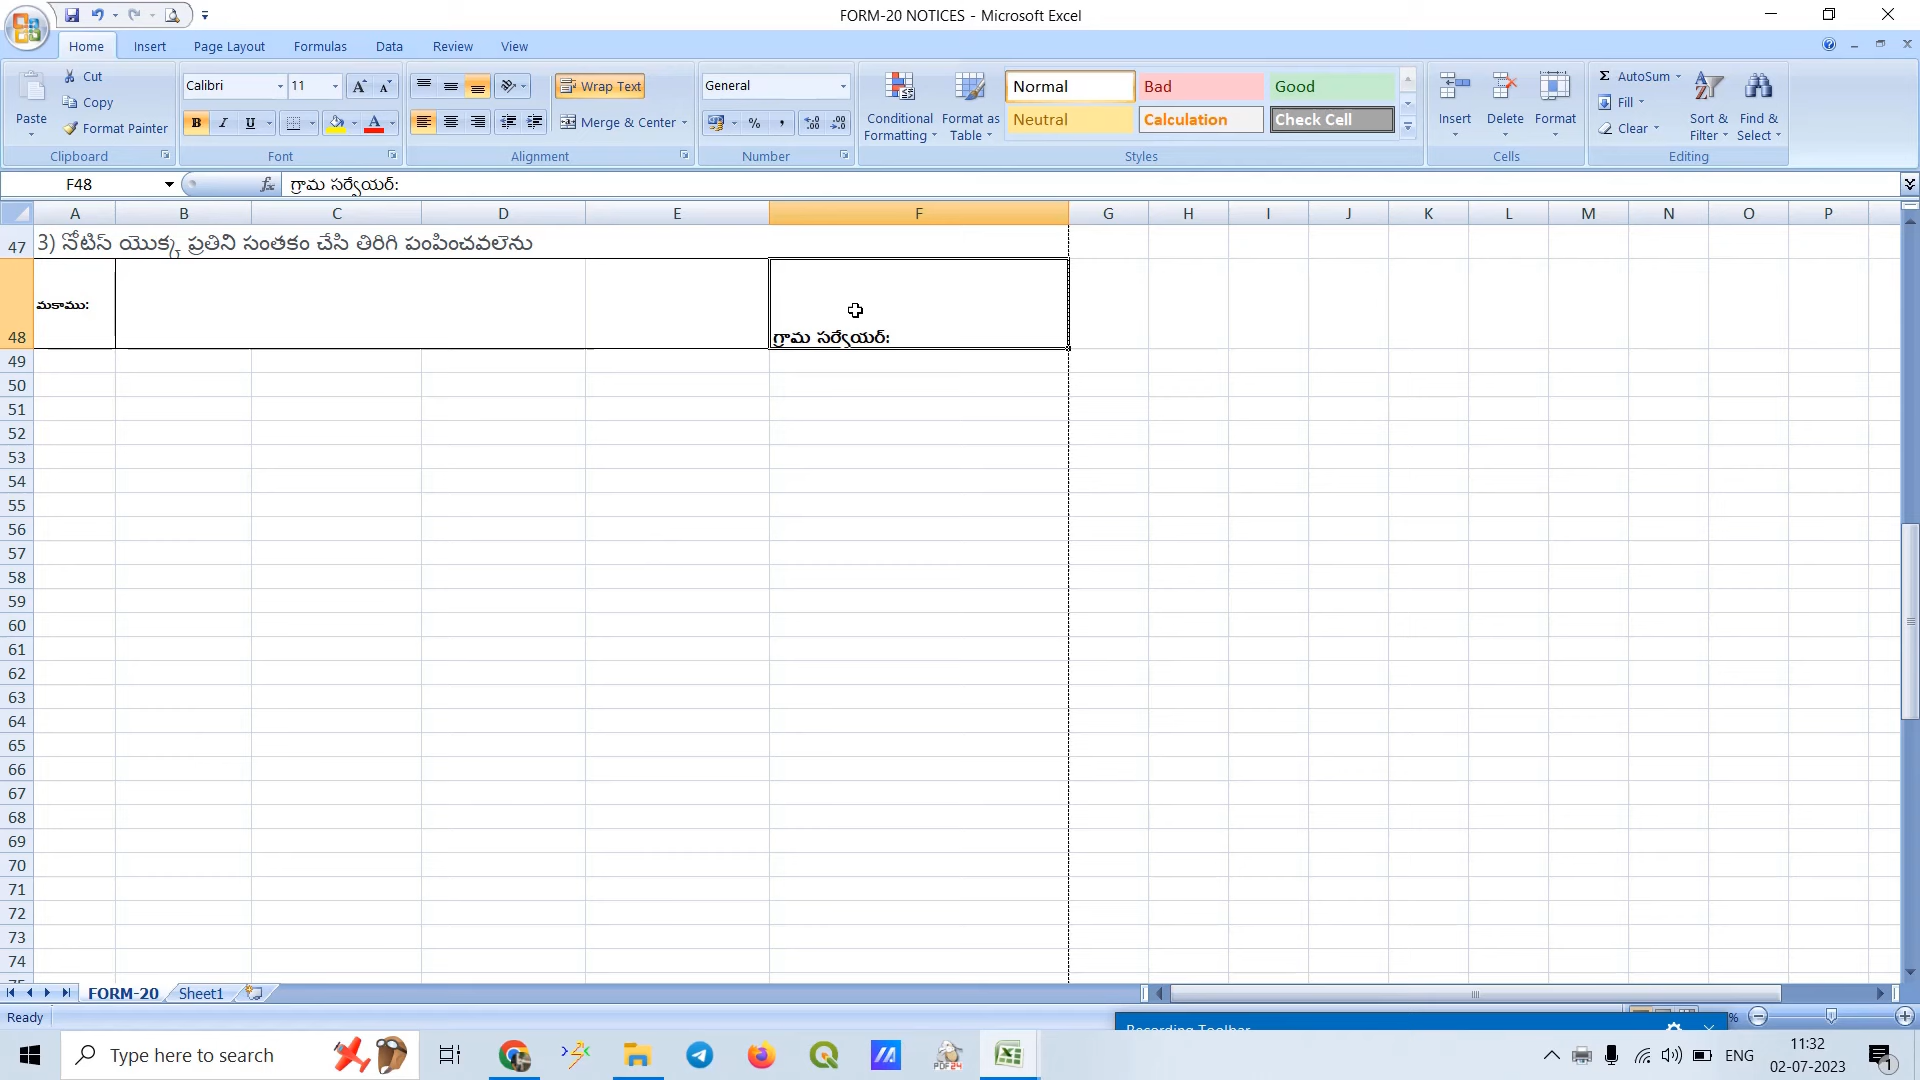 FORM-20 NOTICES - Microsoft Excel
Home Insert Page Layout Formulas Data Review View
Paste
Cut
Copy
Format Painter
Clipboard
Calibri 11
B I U
Font
Wrap Text
Merge & Center
Alignment
General
Number
Conditional Formatting
Format as Table
Normal Bad Good
Neutral Calculation Check Cell
Styles
Insert Delete Format
Cells
AutoSum
Fill
Clear
Sort & Filter
Find & Select
Editing
F48 fx గ్రామ సర్వేయర్:
A B C D E F G H I J K L M N O P
47 3) నోటిస్ యొక్క ప్రతిని సంతకం చేసి తిరిగి పంపించవలెను
48 మకాము: గ్రామ సర్వేయర్:
49
50
51
52
53
54
55
56
57
58
59
60
61
62
63
64
65
66
67
68
69
70
71
72
73
74
FORM-20 Sheet1
Ready
%
Type here to search
PDF24
ENG
11:32
02-07-2023
1